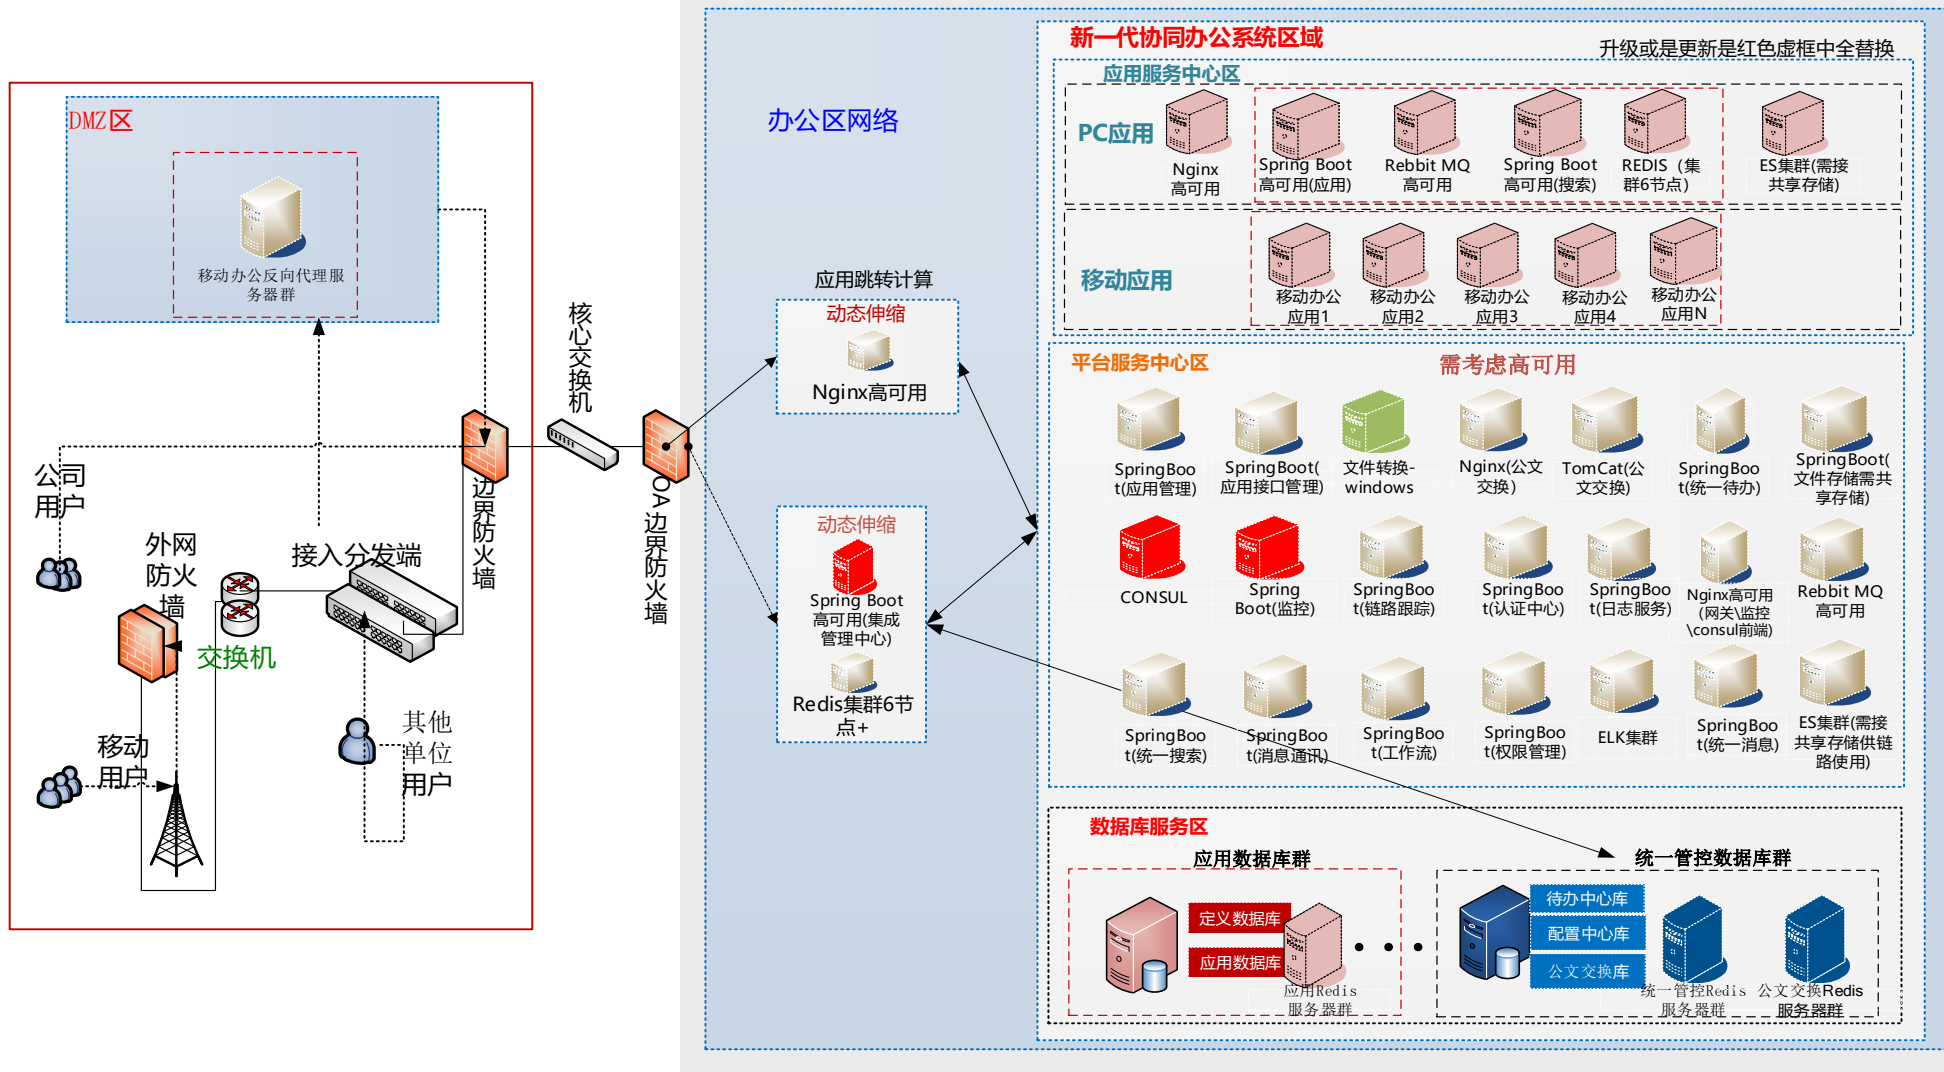 DMZ区
移动办公反向代理服
务器群
公司
用户
外网
防火
墙
接入分发端
交换机
移动
用户
其他
单位
用户
边界防火墙
核心交换机
OA 边界防火墙
办公区网络
应用跳转计算
动态伸缩
Nginx高可用
动态伸缩
Spring Boot
高可用(集成
管理中心)
Redis集群6节
点+
新一代协同办公系统区域
升级或是更新是红色虚框中全替换
应用服务中心区
PC应用
Nginx
高可用
Spring Boot
高可用(应用)
Rebbit MQ
高可用
Spring Boot
高可用(搜索)
REDIS（集
群6节点）
ES集群(需接
共享存储)
移动应用
移动办公
应用1
移动办公
应用2
移动办公
应用3
移动办公
应用4
移动办公
应用N
平台服务中心区
需考虑高可用
SpringBoo
t(应用管理)
SpringBoot(
应用接口管理)
文件转换-
windows
Nginx(公文
交换）
TomCat(公
文交换)
SpringBoo
t(统一待办)
SpringBoot(
文件存储需共
享存储)
CONSUL
Spring
Boot(监控)
SpringBoo
t(链路跟踪)
SpringBoo
t(认证中心)
SpringBoo
t(日志服务)
Nginx高可用
(网关\监控
\consul前端)
Rebbit MQ
高可用
SpringBoo
t(统一搜索)
SpringBoo
t(消息通讯)
SpringBoo
t(工作流)
SpringBoo
t(权限管理)
ELK集群
SpringBoo
t(统一消息)
ES集群(需接
共享存储供链
路使用)
数据库服务区
应用数据库群
定义数据库
应用数据库
应用Redis
服务器群
统一管控数据库群
待办中心库
配置中心库
公文交换库
统一管控Redis
服务器群
公文交换Redis
服务器群